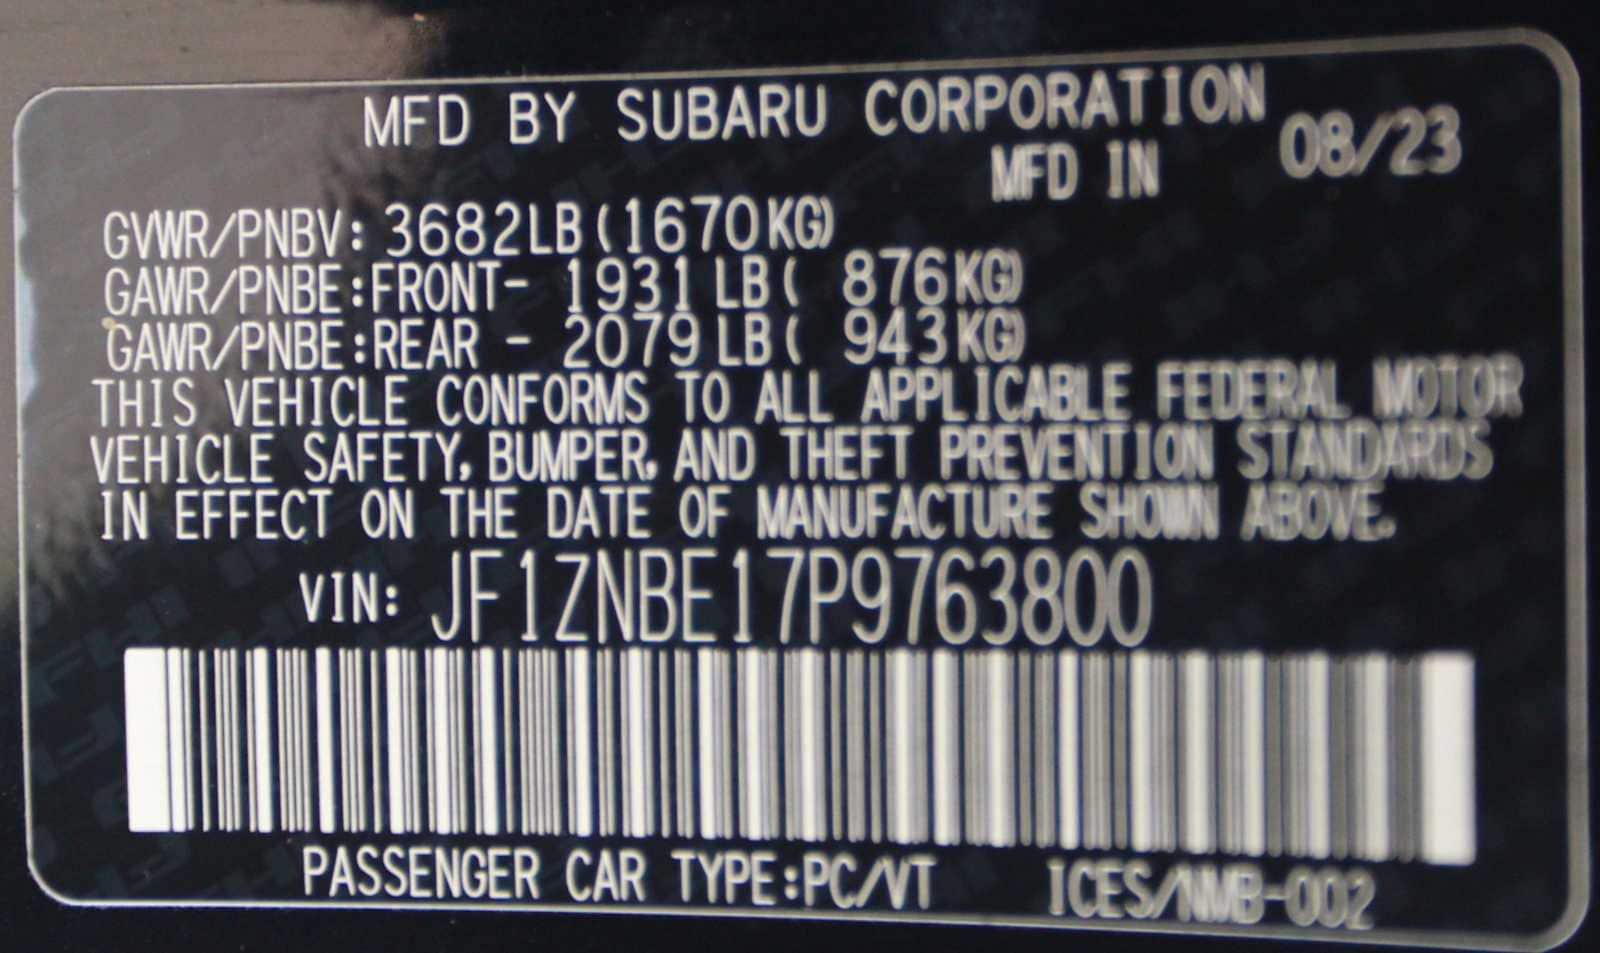 MFD BY SUBARU CORPORATION
MFD IN 08/23
GVWR/PNBV: 3682LB(1670KG)
GAWR/PNBE:FRONT- 1931LB( 876KG)
GAWR/PNBE:REAR - 2079LB( 943KG)
THIS VEHICLE CONFORMS TO ALL APPLICABLE FEDERAL MOTOR
VEHICLE SAFETY, BUMPER, AND THEFT PREVENTION STANDARDS
IN EFFECT ON THE DATE OF MANUFACTURE SHOWN ABOVE.
VIN: JF1ZNBE17P9763800
PASSENGER CAR TYPE:PC/VT ICES/NMB-002